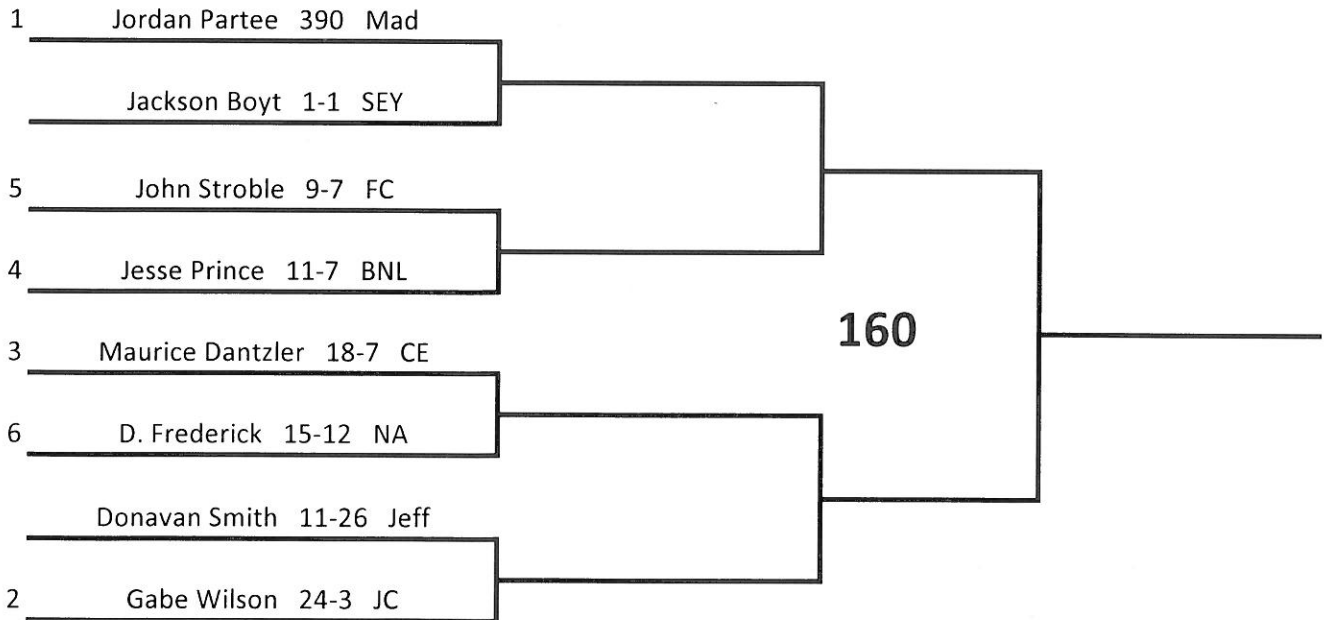 1 Jordan Partee 390 Mad
Jackson Boyt 1-1 SEY
5 John Stroble 9-7 FC
4 Jesse Prince 11-7 BNL
160
3 Maurice Dantzler 18-7 CE
6 D. Frederick 15-12 NA
Donavan Smith 11-26 Jeff
2 Gabe Wilson 24-3 JC